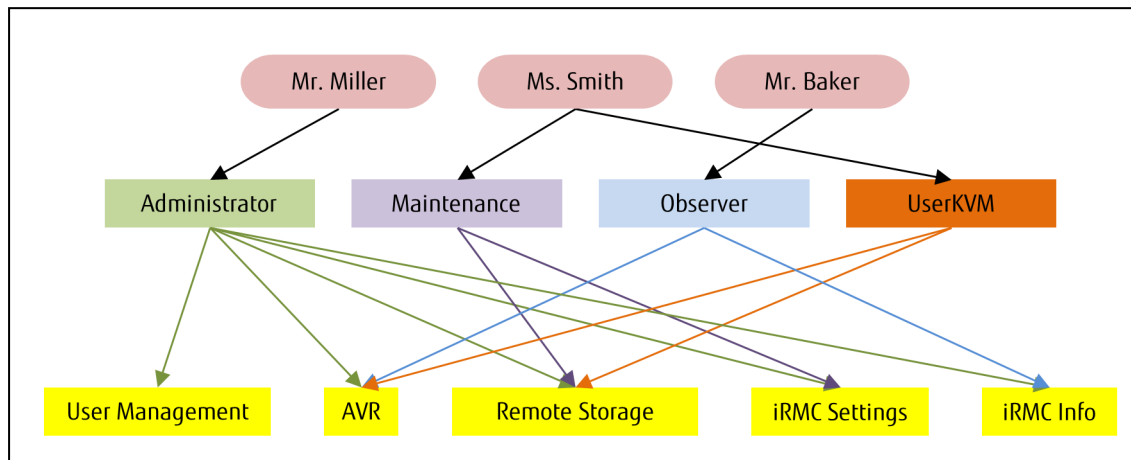 Mr. Miller
Ms. Smith
Mr. Baker
Administrator
Maintenance
Observer
UserKVM
User Management
AVR
Remote Storage
iRMC Settings
iRMC Info